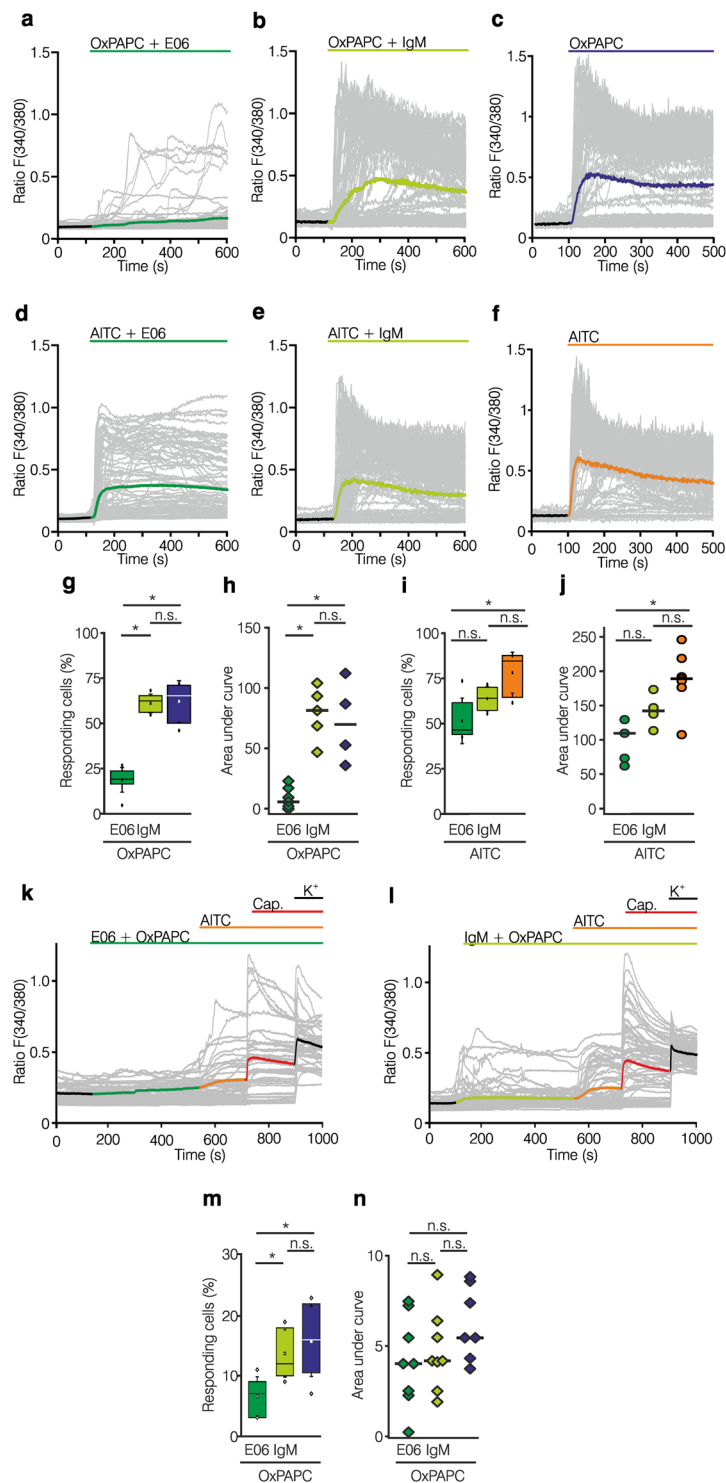 a
OxPAPC + E06
Ratio F(340/380)
1.5
1.0
0.5
0
0 200 400 600
Time (s)
b
OxPAPC + IgM
Ratio F(340/380)
1.5
1.0
0.5
0
0 200 400 600
Time (s)
c
OxPAPC
Ratio F(340/380)
1.5
1.0
0.5
0
0 100 200 300 400 500
Time (s)
d
AITC + E06
Ratio F(340/380)
1.5
1.0
0.5
0
0 200 400 600
Time (s)
e
AITC + IgM
Ratio F(340/380)
1.5
1.0
0.5
0
0 200 400 600
Time (s)
f
AITC
Ratio F(340/380)
1.5
1.0
0.5
0
0 100 200 300 400 500
Time (s)
g
* n.s. *
Responding cells (%)
100
75
50
25
0
E06 IgM
OxPAPC
h
* n.s. *
Area under curve
150
100
50
0
E06 IgM
OxPAPC
i
* n.s. n.s.
Responding cells (%)
100
75
50
25
0
E06 IgM
AITC
j
* n.s. n.s.
Area under curve
250
200
150
100
50
0
E06 IgM
AITC
k
K+
Cap.
AITC
E06 + OxPAPC
Ratio F(340/380)
1.0
0.5
0
0 200 400 600 800 1000
Time (s)
l
K+
Cap.
AITC
IgM + OxPAPC
Ratio F(340/380)
1.0
0.5
0
0 200 400 600 800 1000
Time (s)
m
* n.s. *
Responding cells (%)
30
20
10
0
E06 IgM
OxPAPC
n
n.s.
n.s. n.s.
Area under curve
10
5
0
E06 IgM
OxPAPC